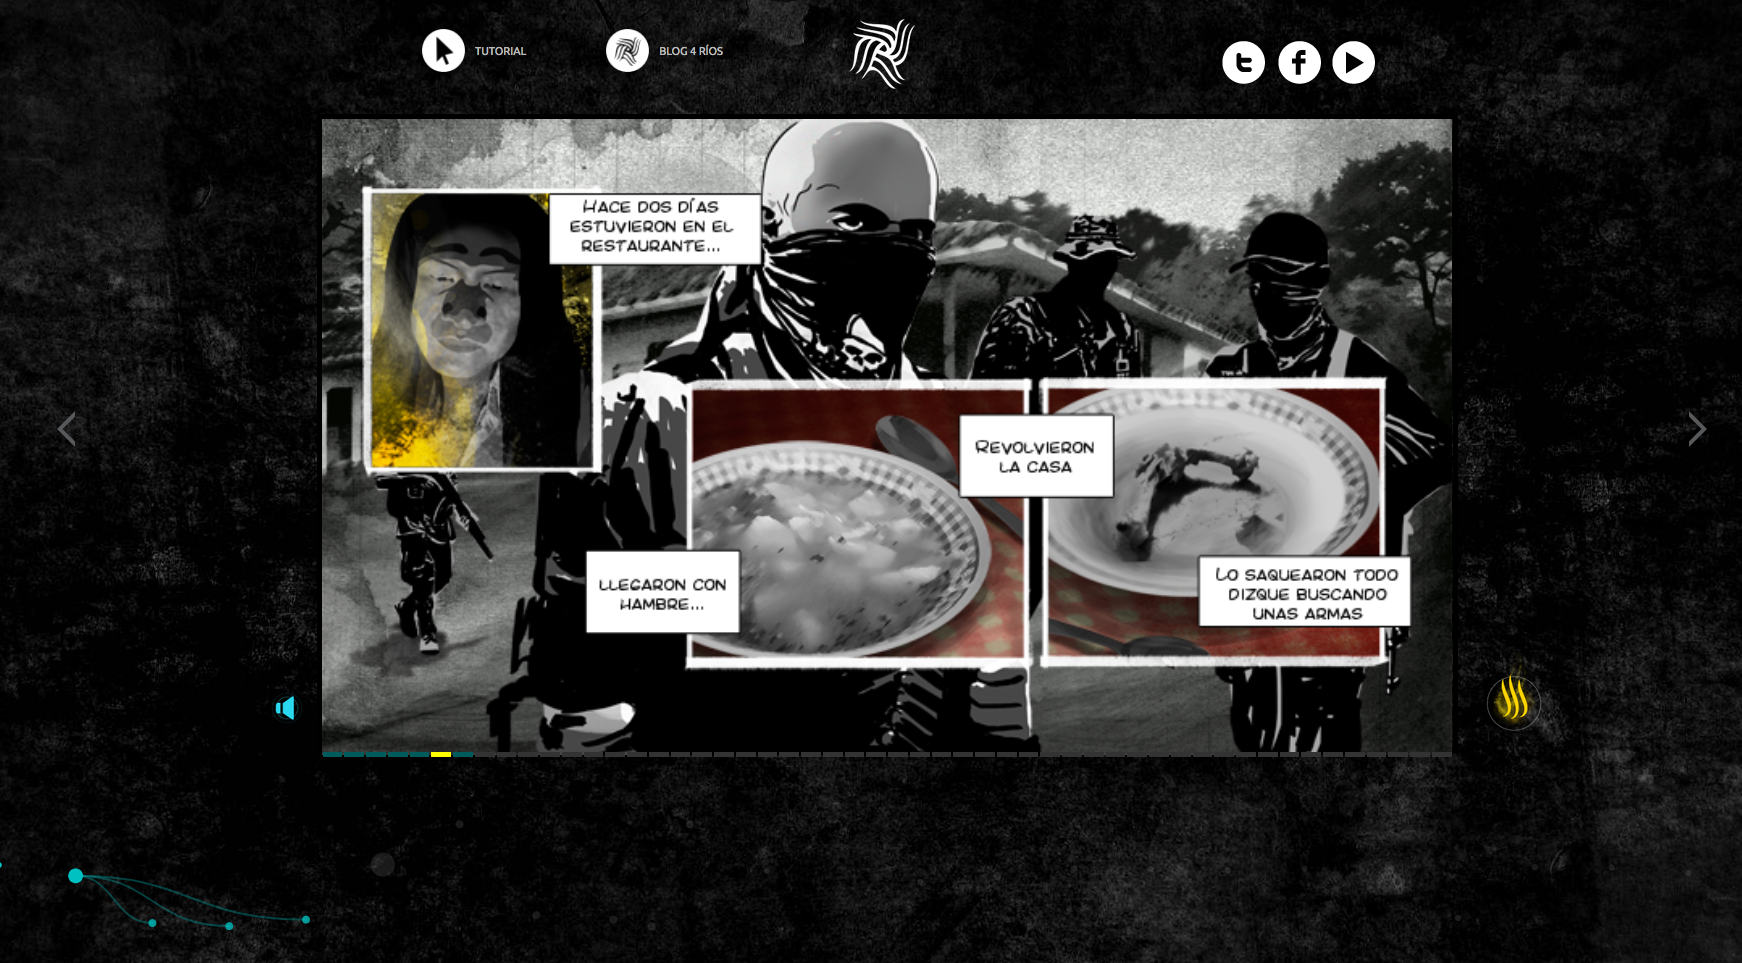 TUTORIAL
BLOG 4 RÍOS
HACE DOS DÍAS
ESTUVIERON EN EL
RESTAURANTE...
LLEGARON CON
HAMBRE...
REVOLVIERON
LA CASA
LO SAQUEARON TODO
DIZQUE BUSCANDO
UNAS ARMAS